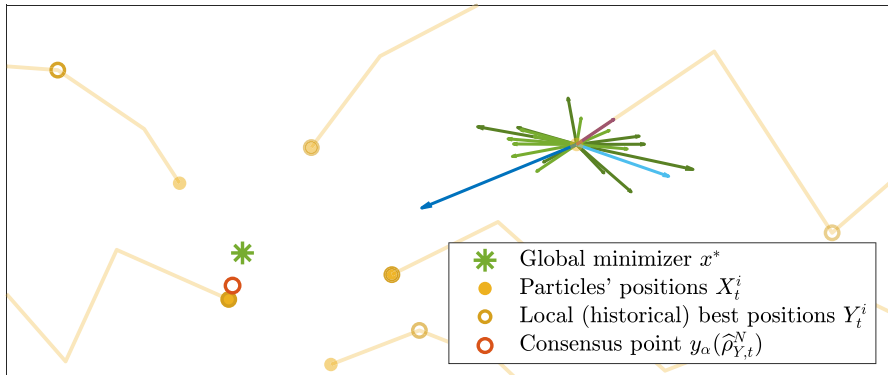 Global minimizer x*
Particles' positions X_t^i
Local (historical) best positions Y_t^i
Consensus point y_α(ρ̂_{Y,t}^N)